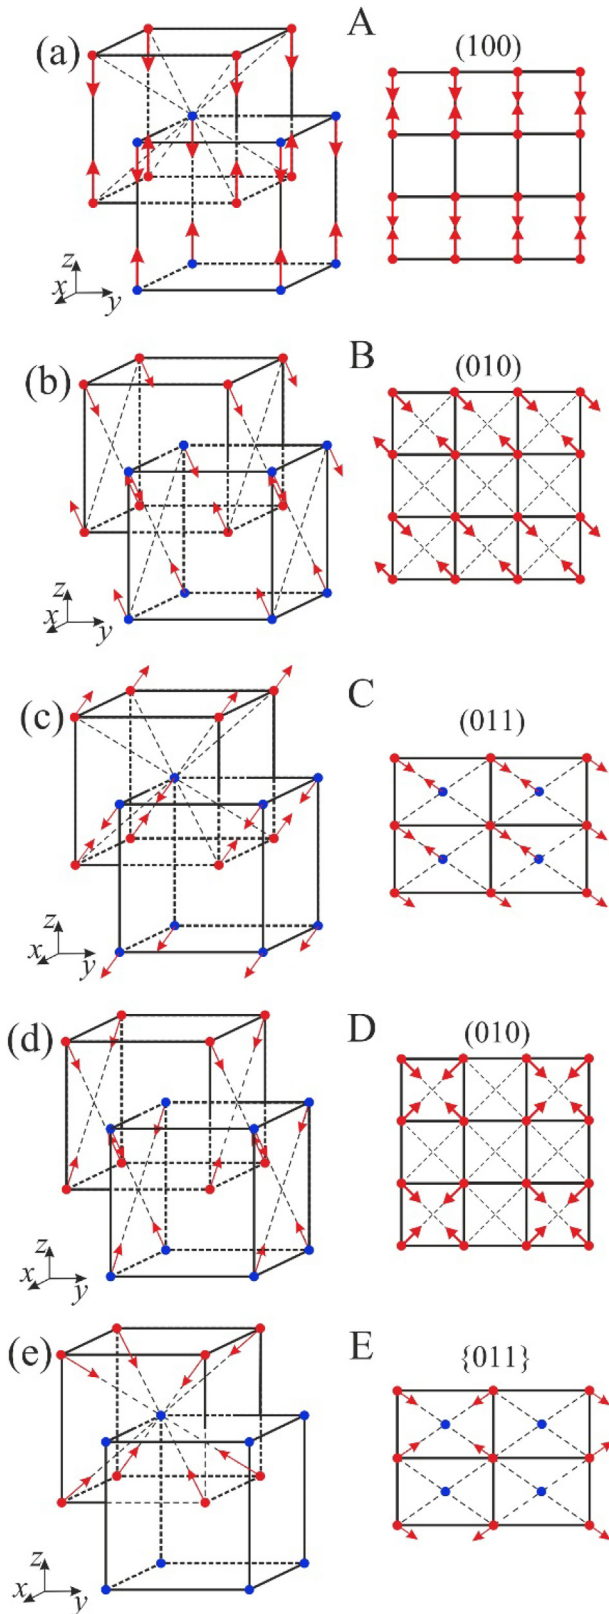 (a)
A
(100)
z
x
y
(b)
B
(010)
z
x
y
(c)
C
(011)
z
x
y
(d)
D
(010)
z
x
y
(e)
E
{011}
z
x
y